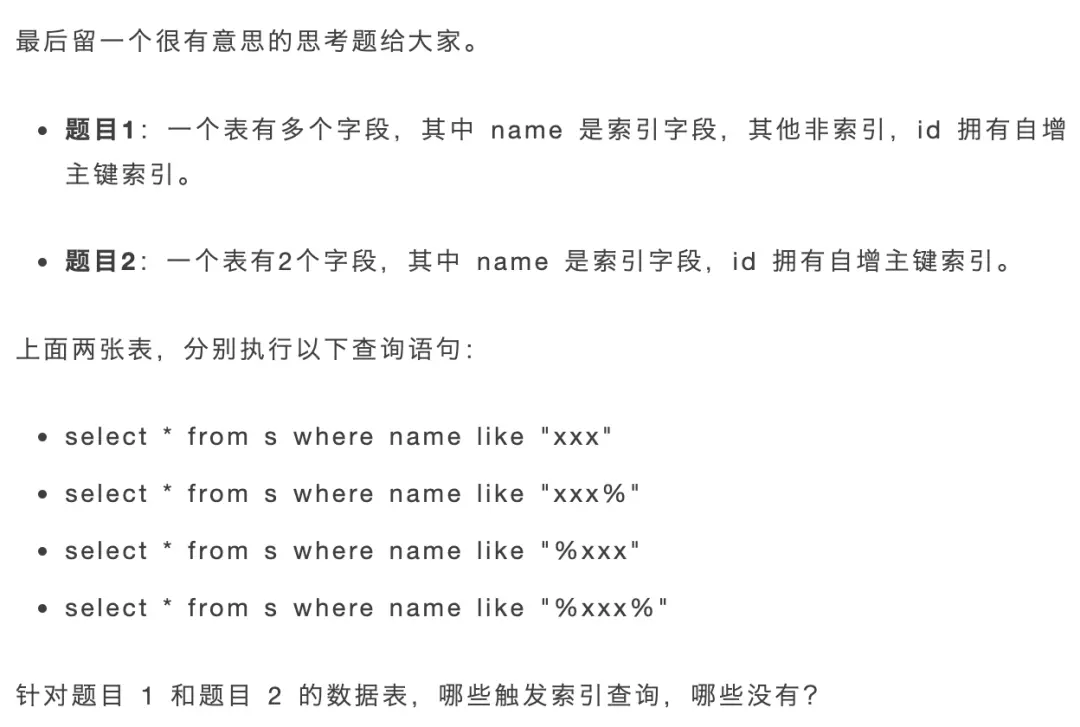 最后留一个很有意思的思考题给大家。
• 题目1：一个表有多个字段，其中 name 是索引字段，其他非索引，id 拥有自增
主键索引。
• 题目2：一个表有2个字段，其中 name 是索引字段，id 拥有自增主键索引。
上面两张表，分别执行以下查询语句：
• select * from s where name like "xxx"
• select * from s where name like "xxx%"
• select * from s where name like "%xxx"
• select * from s where name like "%xxx%"
针对题目 1 和题目 2 的数据表，哪些触发索引查询，哪些没有？